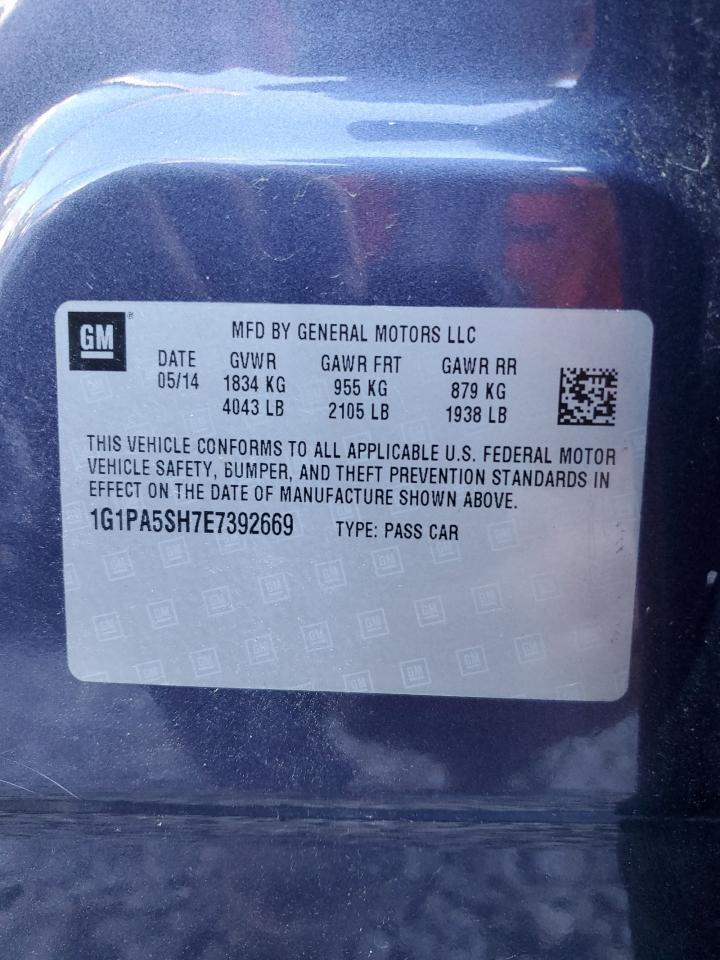 GM®
MFD BY GENERAL MOTORS LLC
DATE GVWR GAWR FRT GAWR RR
05/14 1834 KG 955 KG 879 KG
4043 LB 2105 LB 1938 LB
THIS VEHICLE CONFORMS TO ALL APPLICABLE U.S. FEDERAL MOTOR
VEHICLE SAFETY, BUMPER, AND THEFT PREVENTION STANDARDS IN
EFFECT ON THE DATE OF MANUFACTURE SHOWN ABOVE.
1G1PA5SH7E7392669 TYPE: PASS CAR